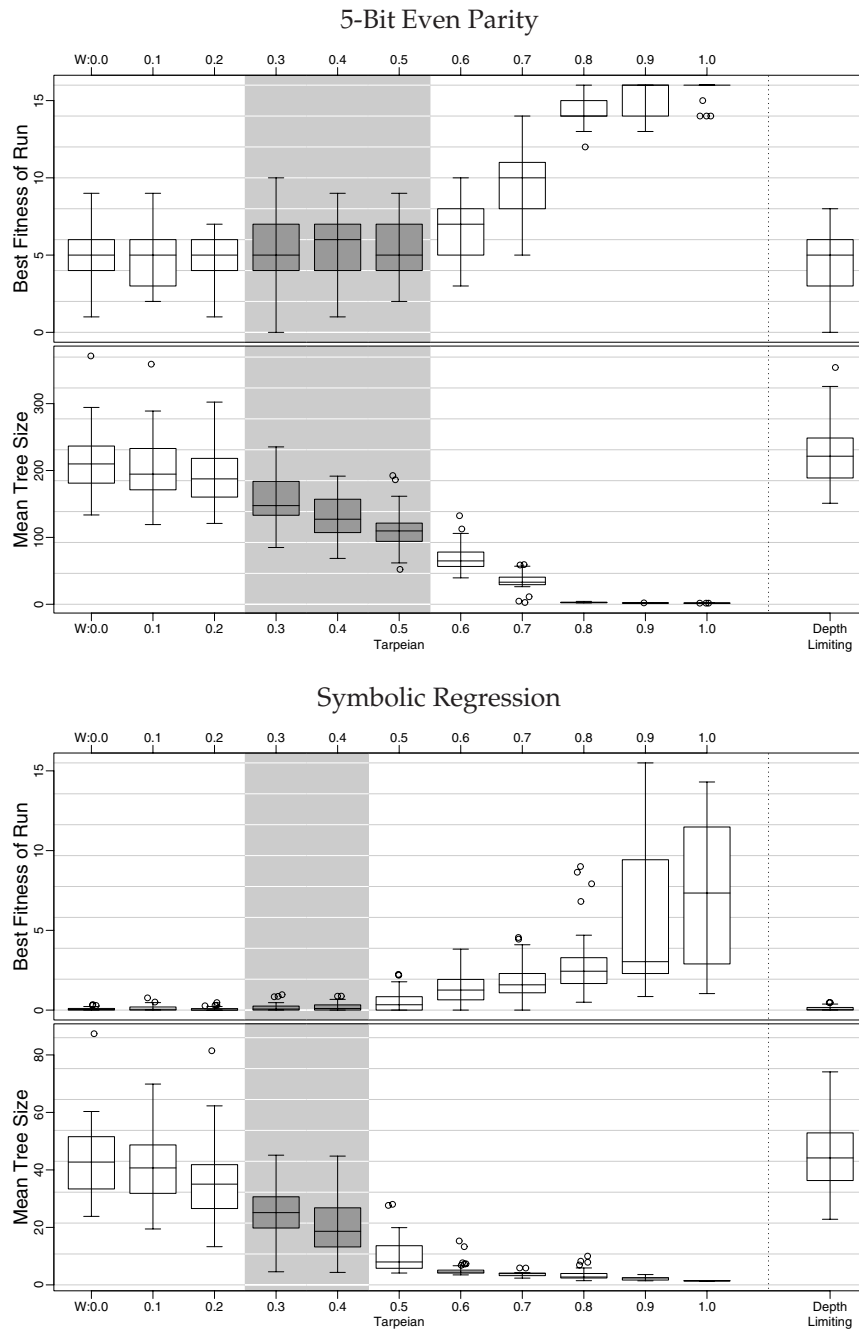 5-Bit Even Parity
W:0.0 0.1 0.2 0.3 0.4 0.5 0.6 0.7 0.8 0.9 1.0
Best Fitness of Run
15
10
5
0
Mean Tree Size
300
200
100
0
W:0.0 0.1 0.2 0.3 0.4 0.5 0.6 0.7 0.8 0.9 1.0 Depth
Tarpeian Limiting
Symbolic Regression
W:0.0 0.1 0.2 0.3 0.4 0.5 0.6 0.7 0.8 0.9 1.0
Best Fitness of Run
15
10
5
0
Mean Tree Size
80
60
40
20
0
W:0.0 0.1 0.2 0.3 0.4 0.5 0.6 0.7 0.8 0.9 1.0 Depth
Tarpeian Limiting